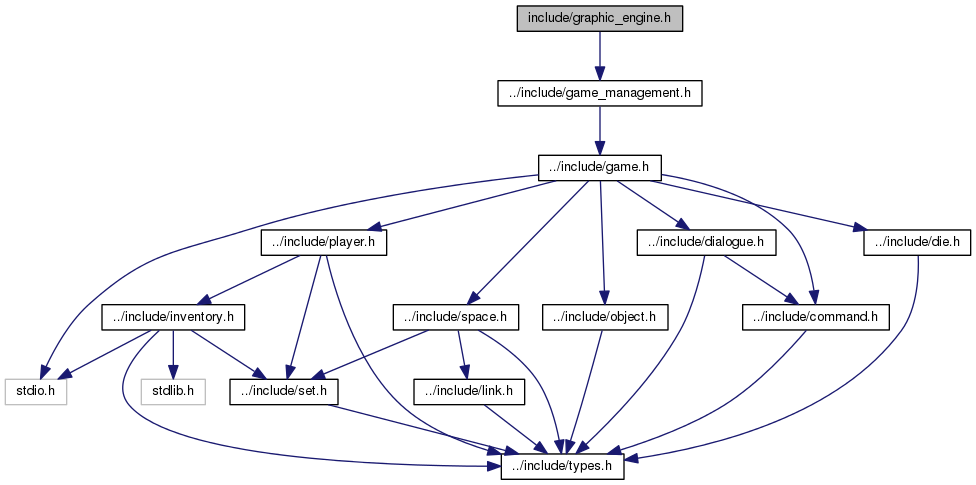 include/graphic_engine.h
../include/game_management.h
../include/game.h
../include/player.h
../include/dialogue.h
../include/die.h
../include/inventory.h
../include/space.h
../include/object.h
../include/command.h
stdio.h
stdlib.h
../include/set.h
../include/link.h
../include/types.h